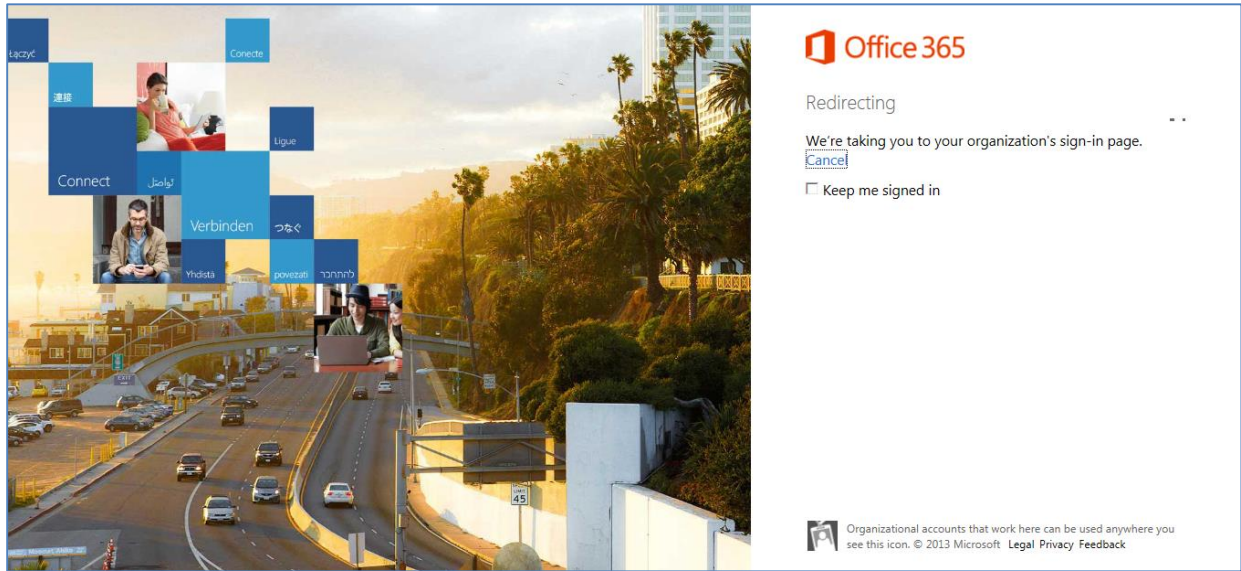 Łączyć
Conecte
連接
Ligue
Connect
تواصل
Verbinden
つなぐ
Yhdistä
povezati
להתחבר
EXIT
LIMIT
45
Office 365
Redirecting
We're taking you to your organization's sign-in page.
Cancel
Keep me signed in
Organizational accounts that work here can be used anywhere you
see this icon. © 2013 Microsoft Legal Privacy Feedback